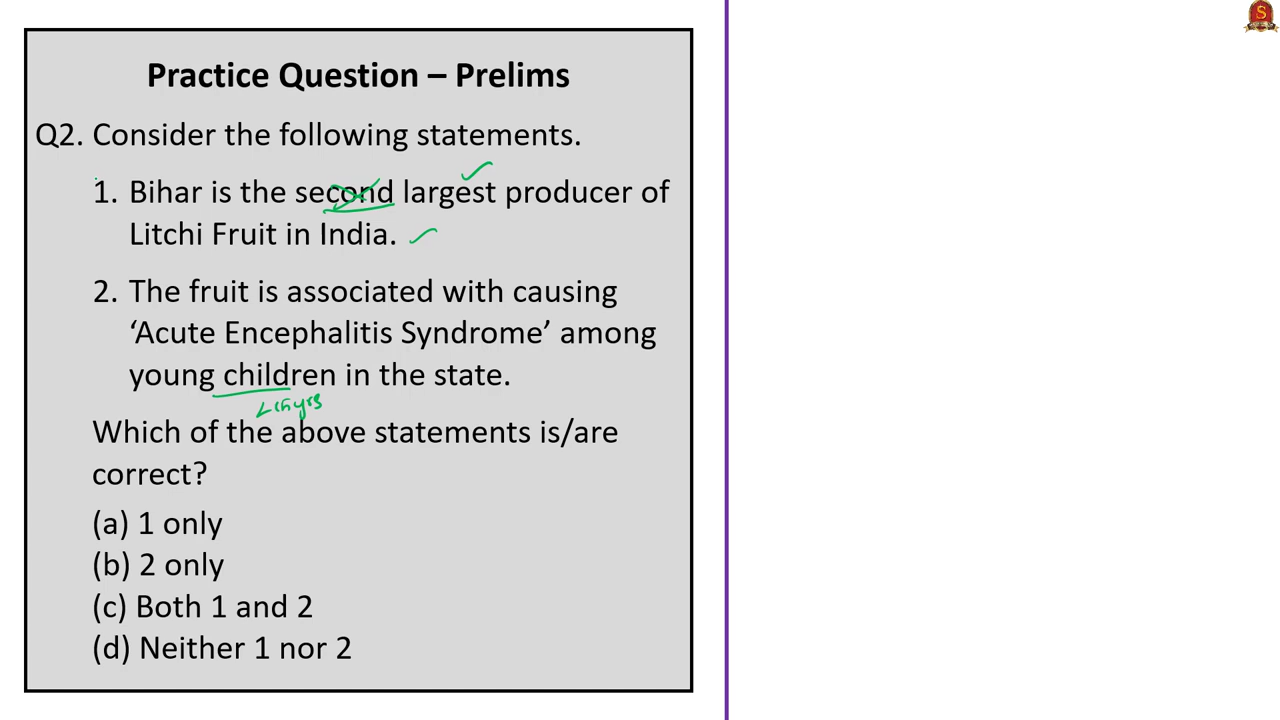 Practice Question – Prelims
Q2. Consider the following statements.
1. Bihar is the second largest producer of
Litchi Fruit in India.
2. The fruit is associated with causing
‘Acute Encephalitis Syndrome’ among
young children in the state.
Which of the above statements is/are
correct?
(a) 1 only
(b) 2 only
(c) Both 1 and 2
(d) Neither 1 nor 2